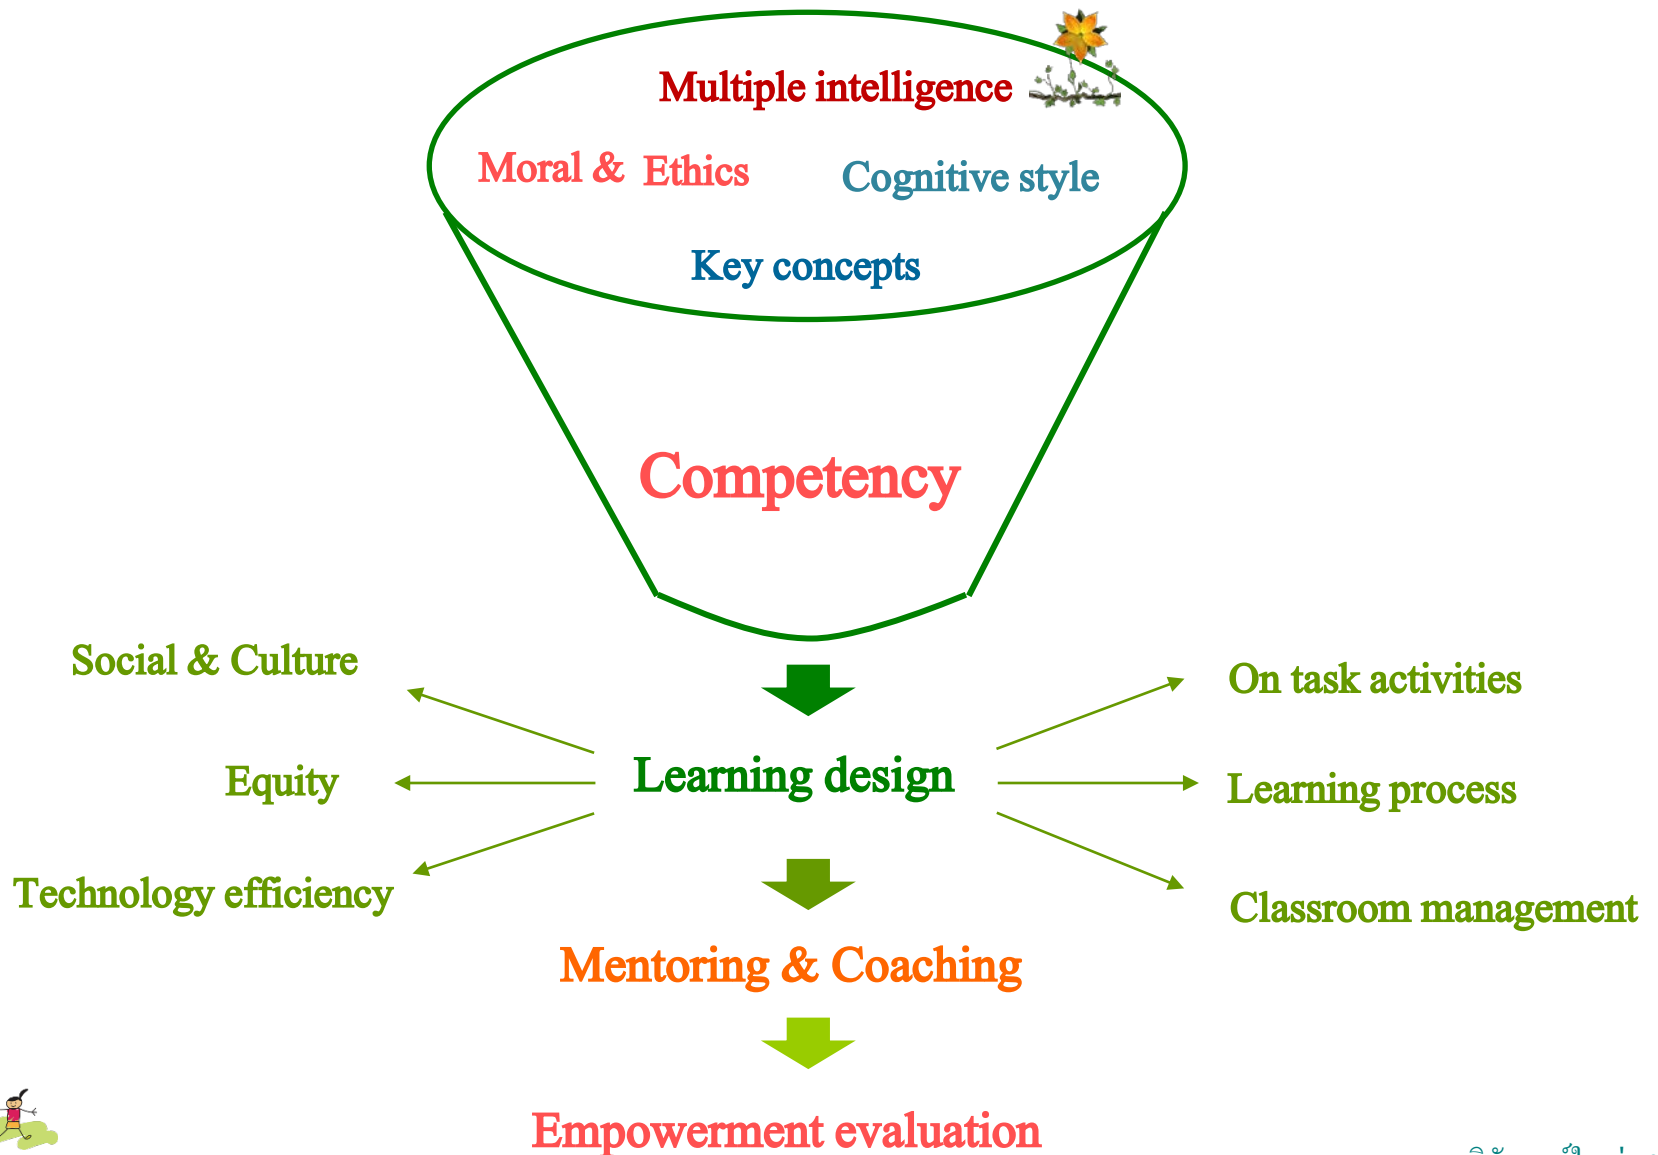 Multiple intelligence
Moral & Ethics
Cognitive style
Key concepts
Competency
Social & Culture
On task activities
Equity
Learning design
Learning process
Technology efficiency
Classroom management
Mentoring & Coaching
Empowerment evaluation